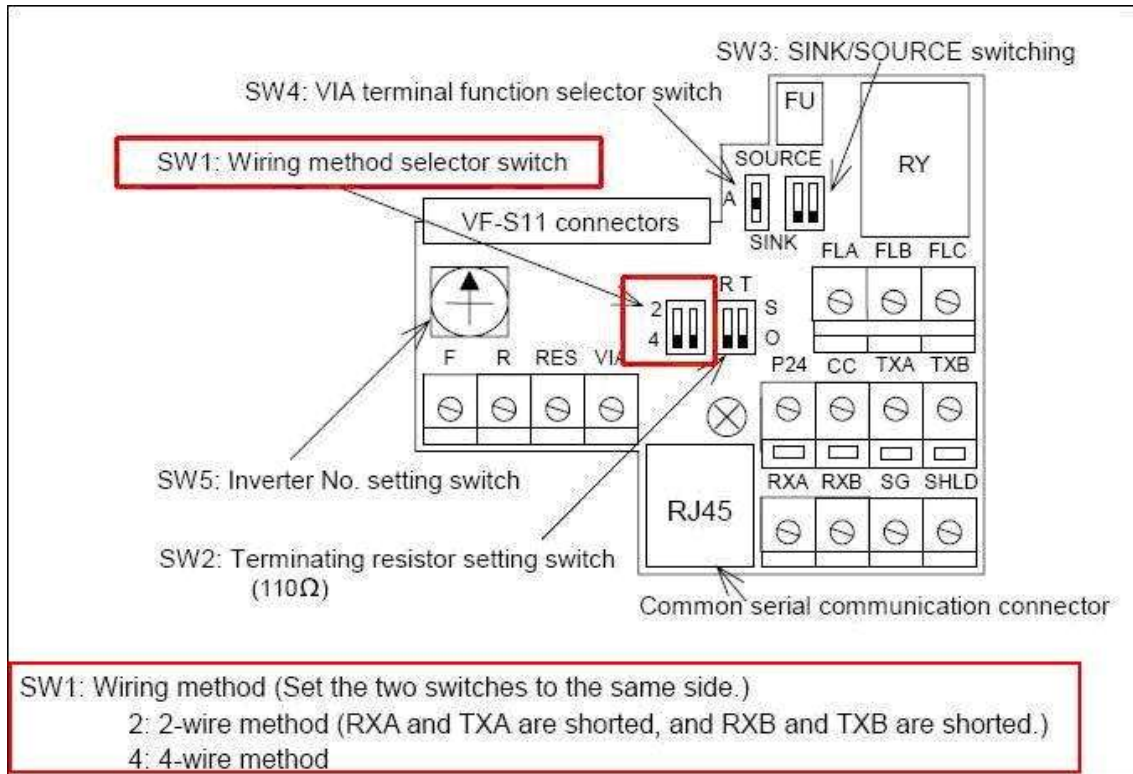 SW3: SINK/SOURCE switching
SW4: VIA terminal function selector switch
FU
SW1: Wiring method selector switch
SOURCE
RY
A
VF-S11 connectors
SINK
FLA FLB FLC
R T
2
S
4
O
F R RES VIA
P24 CC TXA TXB
SW5: Inverter No. setting switch
RXA RXB SG SHLD
RJ45
SW2: Terminating resistor setting switch
(110Ω)
Common serial communication connector
SW1: Wiring method (Set the two switches to the same side.)
2: 2-wire method (RXA and TXA are shorted, and RXB and TXB are shorted.)
4: 4-wire method